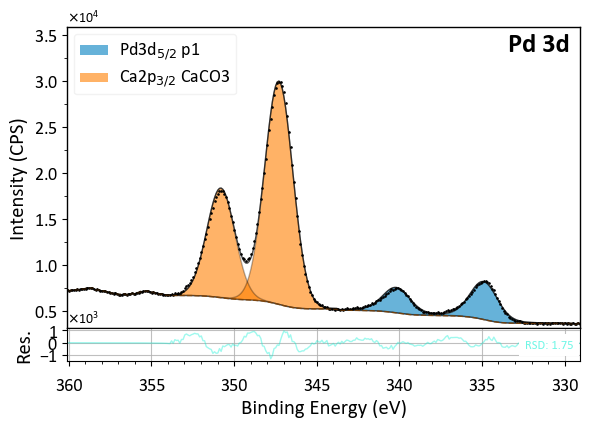 ×10⁴
Pd 3d
Pd3d₅/₂ p1
Ca2p₃/₂ CaCO3
3.5
3.0
2.5
2.0
1.5
1.0
0.5
Intensity (CPS)
×10³
1
0
−1
Res.
RSD: 1.75
360 355 350 345 340 335 330
Binding Energy (eV)